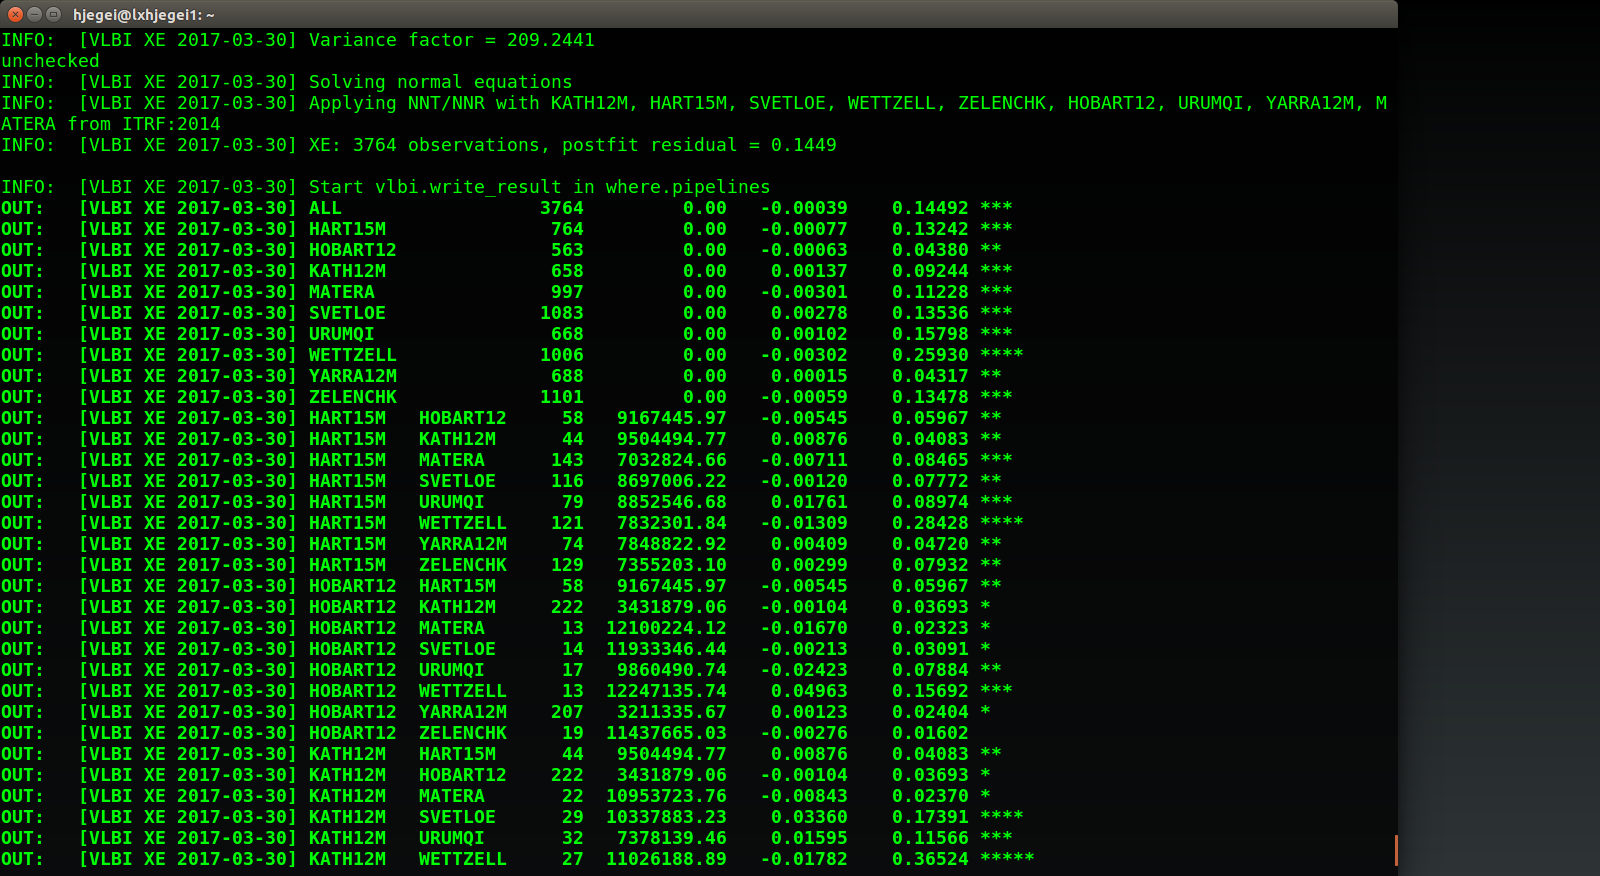 hjegei@lxhjegei1: ~
INFO:  [VLBI XE 2017-03-30] Variance factor = 209.2441
unchecked
INFO:  [VLBI XE 2017-03-30] Solving normal equations
INFO:  [VLBI XE 2017-03-30] Applying NNT/NNR with KATH12M, HART15M, SVETLOE, WETTZELL, ZELENCHK, HOBART12, URUMQI, YARRA12M, M
ATERA from ITRF:2014
INFO:  [VLBI XE 2017-03-30] XE: 3764 observations, postfit residual = 0.1449
INFO:  [VLBI XE 2017-03-30] Start vlbi.write_result in where.pipelines
OUT:   [VLBI XE 2017-03-30] ALL                  3764         0.00   -0.00039    0.14492 ***
OUT:   [VLBI XE 2017-03-30] HART15M               764         0.00   -0.00077    0.13242 ***
OUT:   [VLBI XE 2017-03-30] HOBART12              563         0.00   -0.00063    0.04380 **
OUT:   [VLBI XE 2017-03-30] KATH12M               658         0.00    0.00137    0.09244 ***
OUT:   [VLBI XE 2017-03-30] MATERA                997         0.00   -0.00301    0.11228 ***
OUT:   [VLBI XE 2017-03-30] SVETLOE              1083         0.00    0.00278    0.13536 ***
OUT:   [VLBI XE 2017-03-30] URUMQI                668         0.00    0.00102    0.15798 ***
OUT:   [VLBI XE 2017-03-30] WETTZELL             1006         0.00   -0.00302    0.25930 ****
OUT:   [VLBI XE 2017-03-30] YARRA12M              688         0.00    0.00015    0.04317 **
OUT:   [VLBI XE 2017-03-30] ZELENCHK             1101         0.00   -0.00059    0.13478 ***
OUT:   [VLBI XE 2017-03-30] HART15M   HOBART12     58   9167445.97   -0.00545    0.05967 **
OUT:   [VLBI XE 2017-03-30] HART15M   KATH12M      44   9504494.77    0.00876    0.04083 **
OUT:   [VLBI XE 2017-03-30] HART15M   MATERA      143   7032824.66   -0.00711    0.08465 ***
OUT:   [VLBI XE 2017-03-30] HART15M   SVETLOE     116   8697006.22   -0.00120    0.07772 **
OUT:   [VLBI XE 2017-03-30] HART15M   URUMQI       79   8852546.68    0.01761    0.08974 ***
OUT:   [VLBI XE 2017-03-30] HART15M   WETTZELL    121   7832301.84   -0.01309    0.28428 ****
OUT:   [VLBI XE 2017-03-30] HART15M   YARRA12M     74   7848822.92    0.00409    0.04720 **
OUT:   [VLBI XE 2017-03-30] HART15M   ZELENCHK    129   7355203.10    0.00299    0.07932 **
OUT:   [VLBI XE 2017-03-30] HOBART12  HART15M      58   9167445.97   -0.00545    0.05967 **
OUT:   [VLBI XE 2017-03-30] HOBART12  KATH12M     222   3431879.06   -0.00104    0.03693 *
OUT:   [VLBI XE 2017-03-30] HOBART12  MATERA       13  12100224.12   -0.01670    0.02323 *
OUT:   [VLBI XE 2017-03-30] HOBART12  SVETLOE      14  11933346.44   -0.00213    0.03091 *
OUT:   [VLBI XE 2017-03-30] HOBART12  URUMQI       17   9860490.74   -0.02423    0.07884 **
OUT:   [VLBI XE 2017-03-30] HOBART12  WETTZELL     13  12247135.74    0.04963    0.15692 ***
OUT:   [VLBI XE 2017-03-30] HOBART12  YARRA12M    207   3211335.67    0.00123    0.02404 *
OUT:   [VLBI XE 2017-03-30] HOBART12  ZELENCHK     19  11437665.03   -0.00276    0.01602
OUT:   [VLBI XE 2017-03-30] KATH12M   HART15M      44   9504494.77    0.00876    0.04083 **
OUT:   [VLBI XE 2017-03-30] KATH12M   HOBART12    222   3431879.06   -0.00104    0.03693 *
OUT:   [VLBI XE 2017-03-30] KATH12M   MATERA       22  10953723.76   -0.00843    0.02370 *
OUT:   [VLBI XE 2017-03-30] KATH12M   SVETLOE      29  10337883.23    0.03360    0.17391 ****
OUT:   [VLBI XE 2017-03-30] KATH12M   URUMQI       32   7378139.46    0.01595    0.11566 ***
OUT:   [VLBI XE 2017-03-30] KATH12M   WETTZELL     27  11026188.89   -0.01782    0.36524 *****